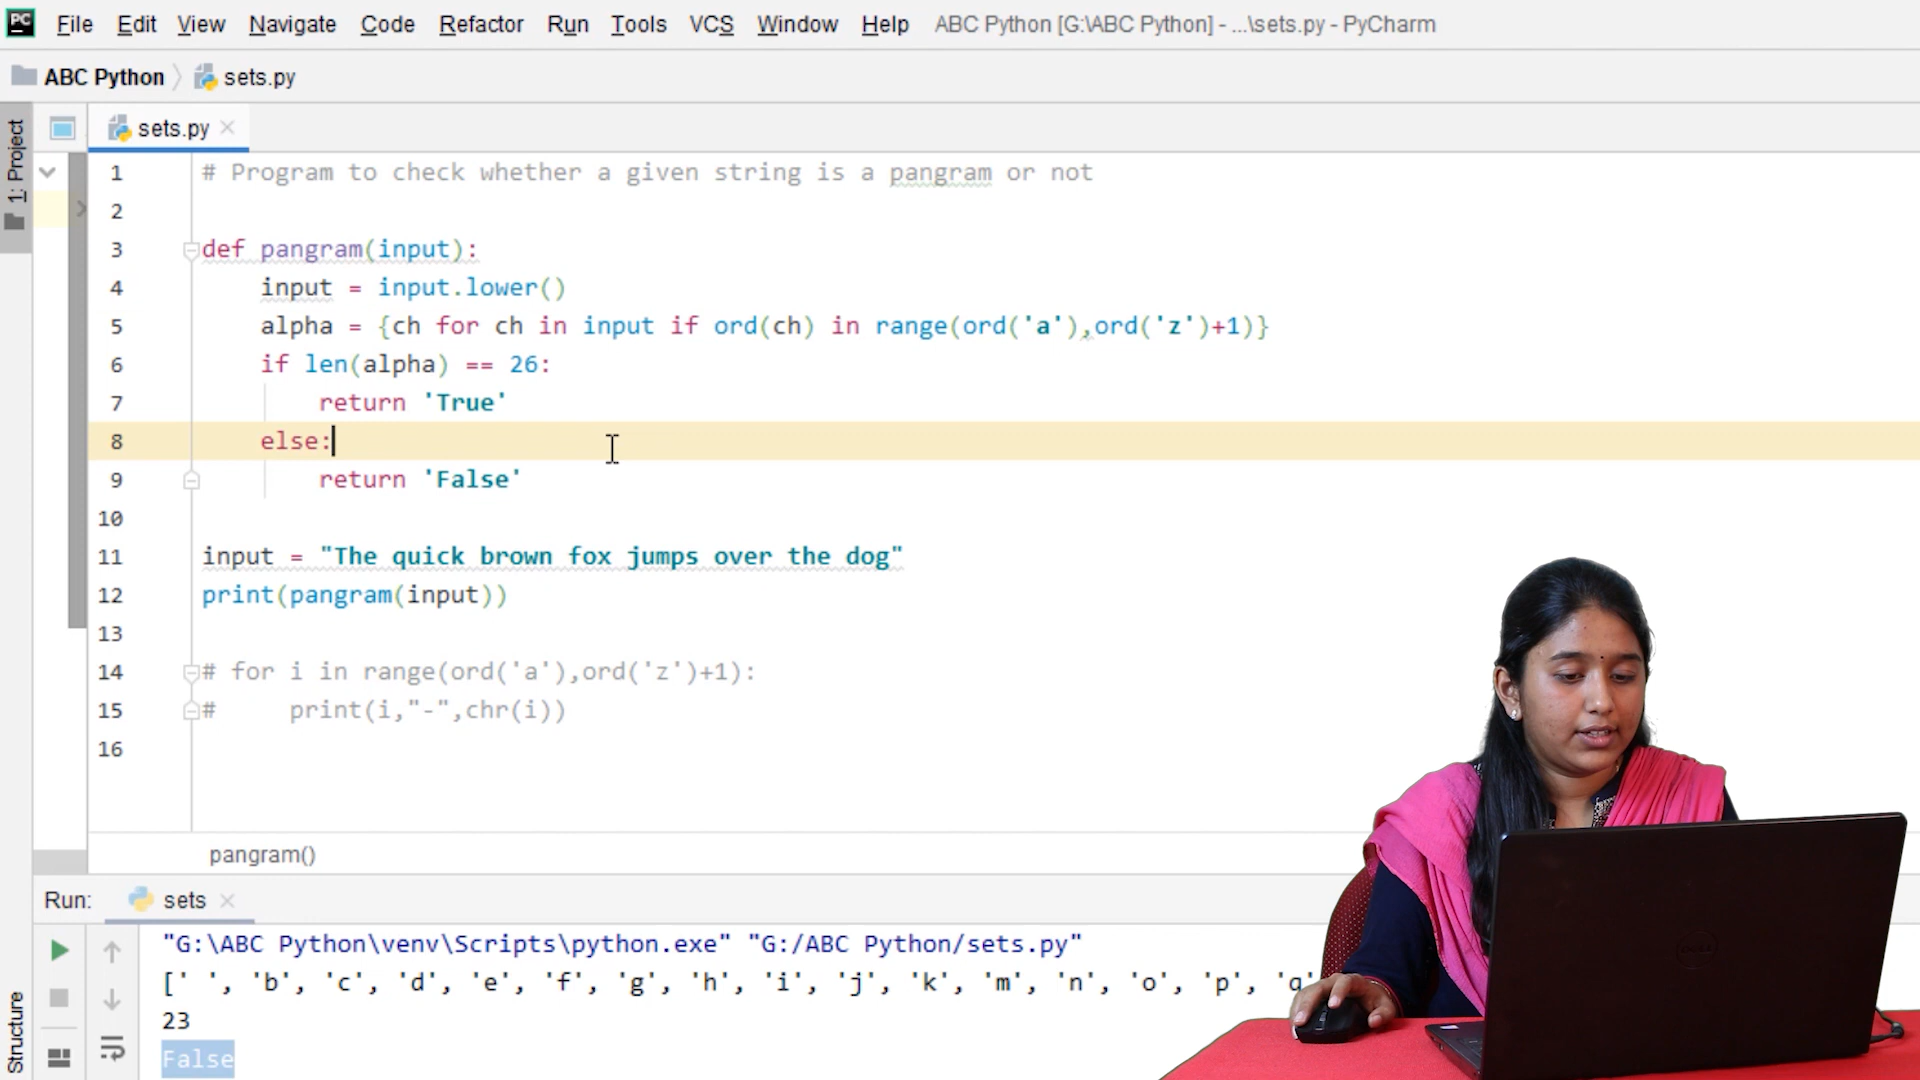 PC File Edit View Navigate Code Refactor Run Tools VCS Window Help ABC Python [G:\ABC Python] - ...\sets.py - PyCharm
ABC Python sets.py
1: Project
sets.py
1 # Program to check whether a given string is a pangram or not
2
3 def pangram(input):
4 input = input.lower()
5 alpha = {ch for ch in input if ord(ch) in range(ord('a'),ord('z')+1)}
6 if len(alpha) == 26:
7 return 'True'
8 else:
9 return 'False'
10
11 input = "The quick brown fox jumps over the dog"
12 print(pangram(input))
13
14 # for i in range(ord('a'),ord('z')+1):
15 # print(i,"-",chr(i))
16
pangram()
Run: sets
"G:\ABC Python\venv\Scripts\python.exe" "G:/ABC Python/sets.py"
[' ', 'b', 'c', 'd', 'e', 'f', 'g', 'h', 'i', 'j', 'k', 'm', 'n', 'o', 'p', 'q
23
False
Structure